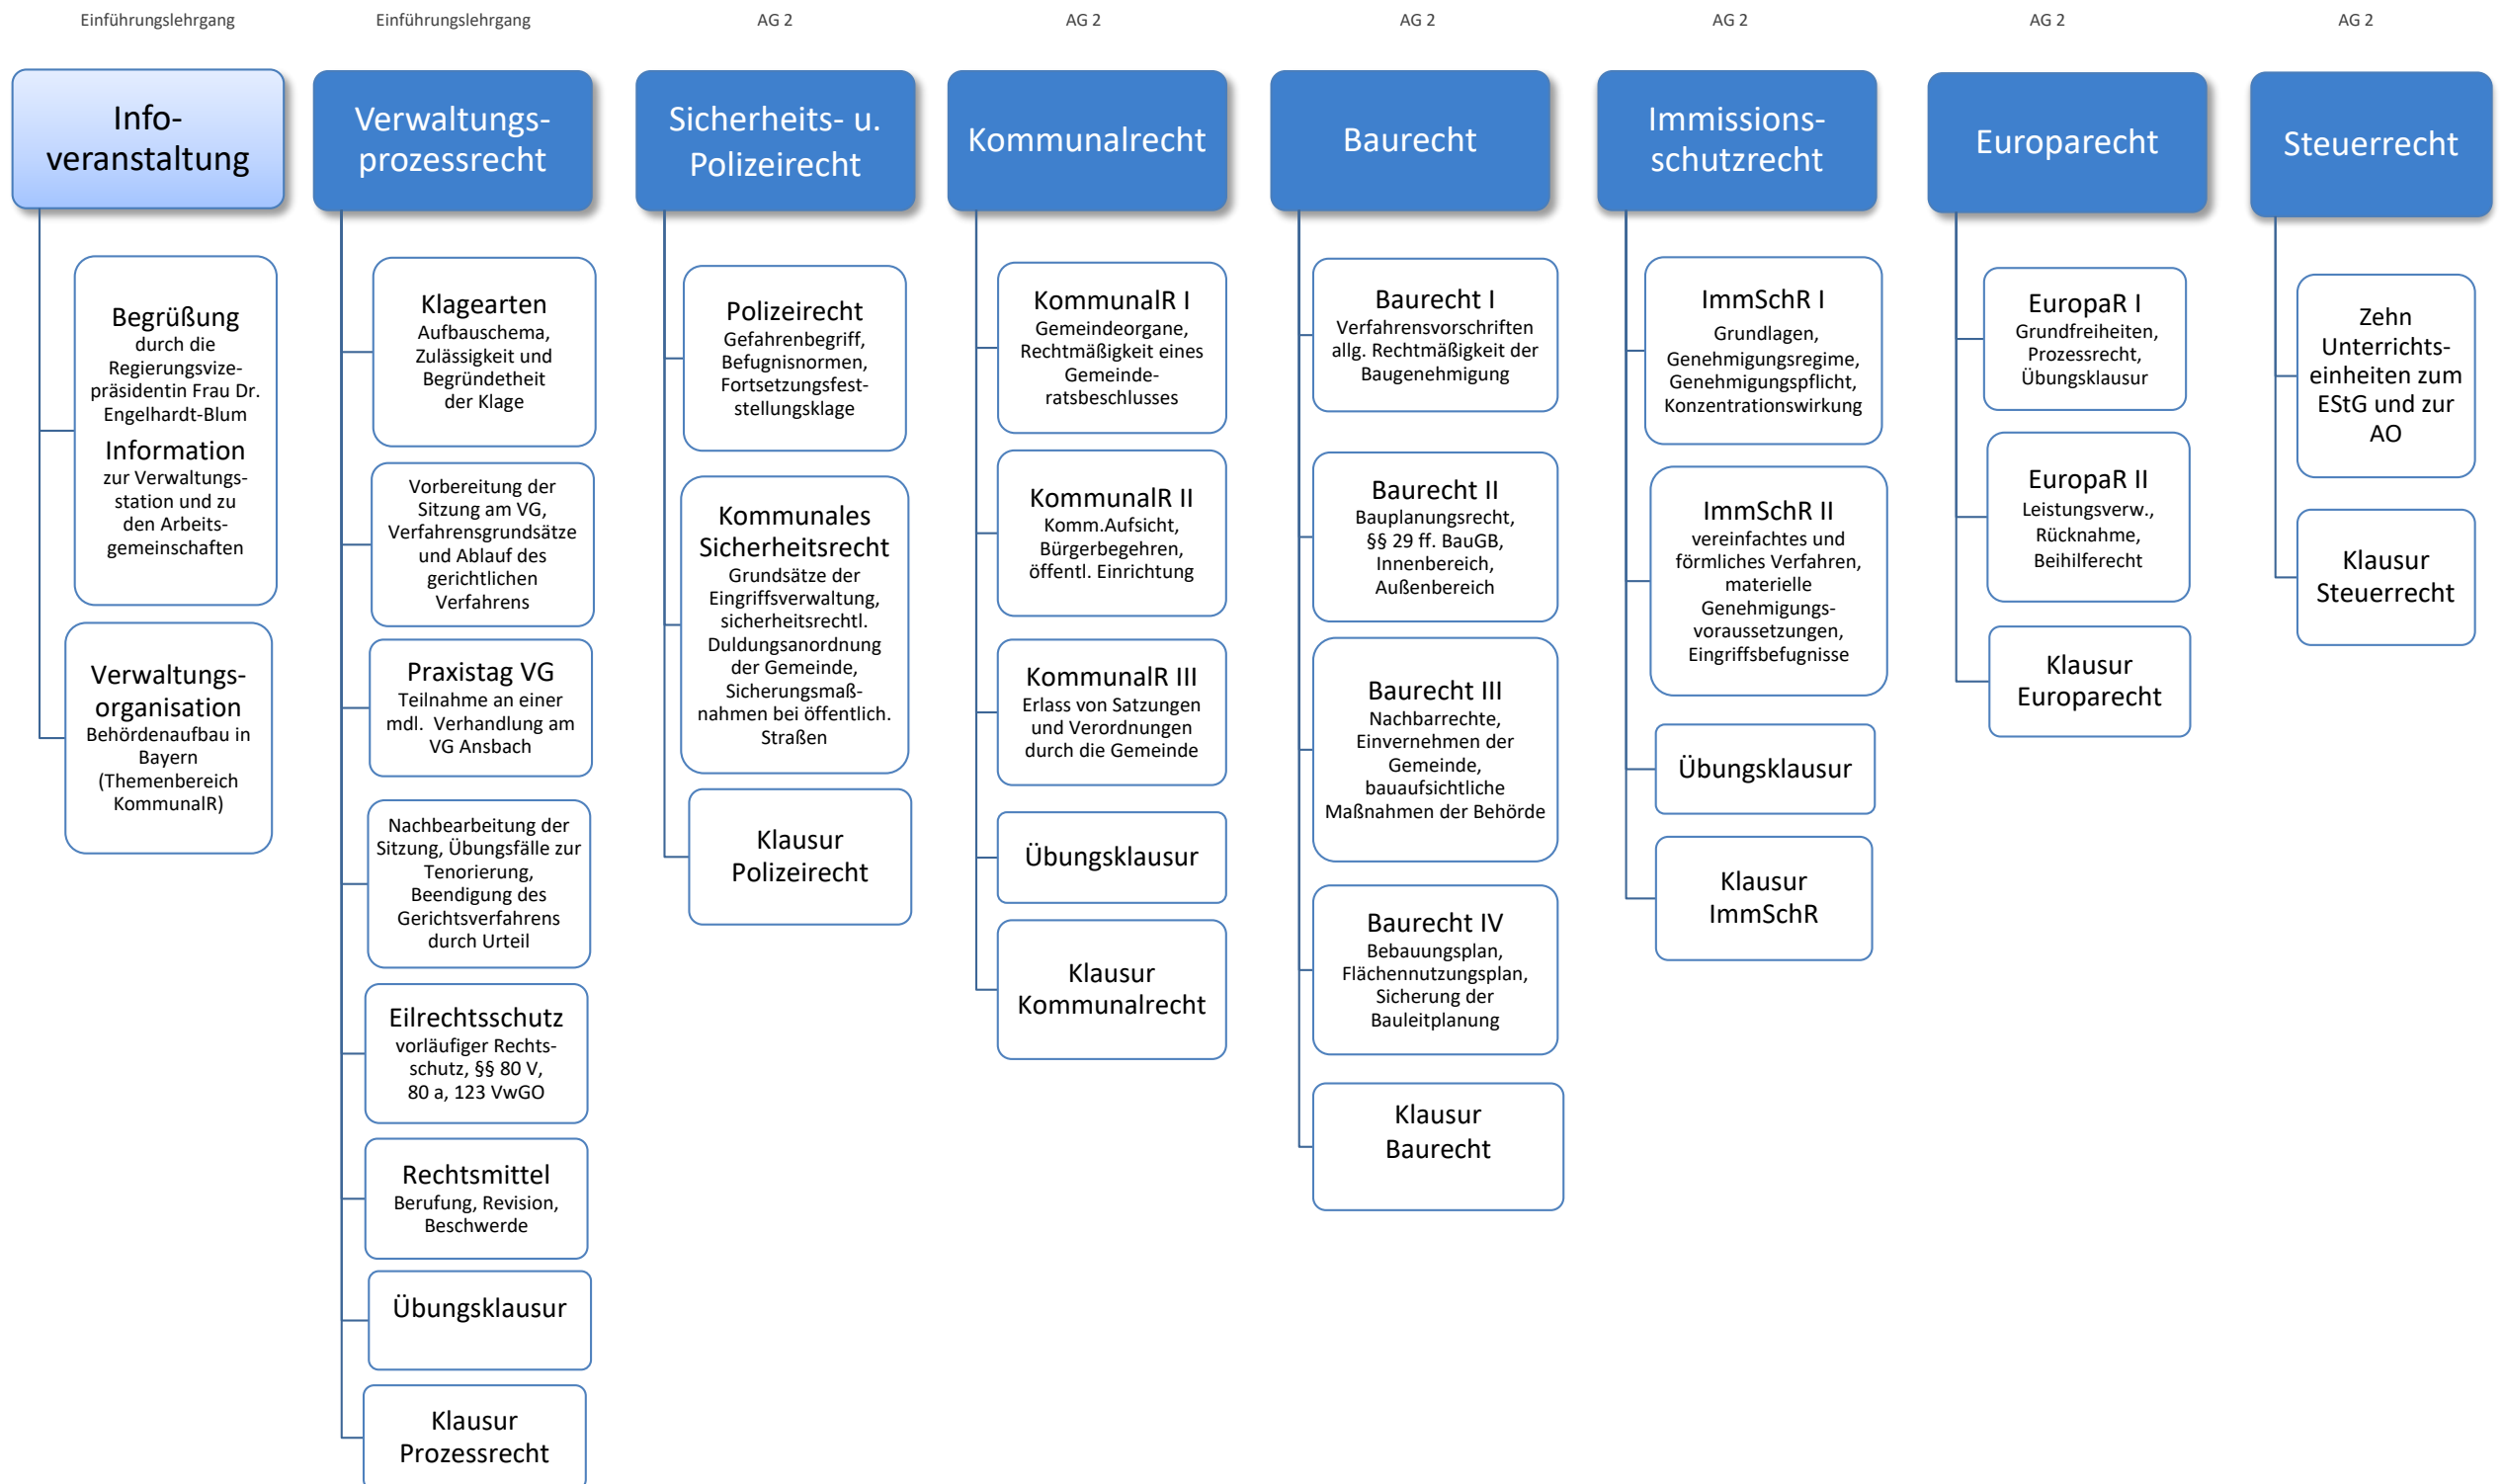 Einführungslehrgang
Einführungslehrgang
AG 2
AG 2
AG 2
AG 2
AG 2
AG 2
Info-
veranstaltung
Begrüßung
durch die
Regierungsvize-
präsidentin Frau Dr.
Engelhardt-Blum
Information
zur Verwaltungs-
station und zu
den Arbeits-
gemeinschaften
Verwaltungs-
organisation
Behördenaufbau in
Bayern
(Themenbereich
KommunalR)
Verwaltungs-
prozessrecht
Klagearten
Aufbauschema,
Zulässigkeit und
Begründetheit
der Klage
Vorbereitung der
Sitzung am VG,
Verfahrensgrundsätze
und Ablauf des
gerichtlichen
Verfahrens
Praxistag VG
Teilnahme an einer
mdl. Verhandlung am
VG Ansbach
Nachbearbeitung der
Sitzung, Übungsfälle zur
Tenorierung,
Beendigung des
Gerichtsverfahrens
durch Urteil
Eilrechtsschutz
vorläufiger Rechts-
schutz, §§ 80 V,
80 a, 123 VwGO
Rechtsmittel
Berufung, Revision,
Beschwerde
Übungsklausur
Klausur
Prozessrecht
Sicherheits- u.
Polizeirecht
Polizeirecht
Gefahrenbegriff,
Befugnisnormen,
Fortsetzungsfest-
stellungsklage
Kommunales
Sicherheitsrecht
Grundsätze der
Eingriffsverwaltung,
sicherheitsrechtl.
Duldungsanordnung
der Gemeinde,
Sicherungsmaß-
nahmen bei öffentlich.
Straßen
Klausur
Polizeirecht
Kommunalrecht
KommunalR I
Gemeindeorgane,
Rechtmäßigkeit eines
Gemeinde-
ratsbeschlusses
KommunalR II
Komm.Aufsicht,
Bürgerbegehren,
öffentl. Einrichtung
KommunalR III
Erlass von Satzungen
und Verordnungen
durch die Gemeinde
Übungsklausur
Klausur
Kommunalrecht
Baurecht
Baurecht I
Verfahrensvorschriften
allg. Rechtmäßigkeit der
Baugenehmigung
Baurecht II
Bauplanungsrecht,
§§ 29 ff. BauGB,
Innenbereich,
Außenbereich
Baurecht III
Nachbarrechte,
Einvernehmen der
Gemeinde,
bauaufsichtliche
Maßnahmen der Behörde
Baurecht IV
Bebauungsplan,
Flächennutzungsplan,
Sicherung der
Bauleitplanung
Klausur
Baurecht
Immissions-
schutzrecht
ImmSchR I
Grundlagen,
Genehmigungsregime,
Genehmigungspflicht,
Konzentrationswirkung
ImmSchR II
vereinfachtes und
förmliches Verfahren,
materielle
Genehmigungs-
voraussetzungen,
Eingriffsbefugnisse
Übungsklausur
Klausur
ImmSchR
Europarecht
EuropaR I
Grundfreiheiten,
Prozessrecht,
Übungsklausur
EuropaR II
Leistungsverw.,
Rücknahme,
Beihilferecht
Klausur
Europarecht
Steuerrecht
Zehn
Unterrichts-
einheiten zum
EStG und zur
AO
Klausur
Steuerrecht